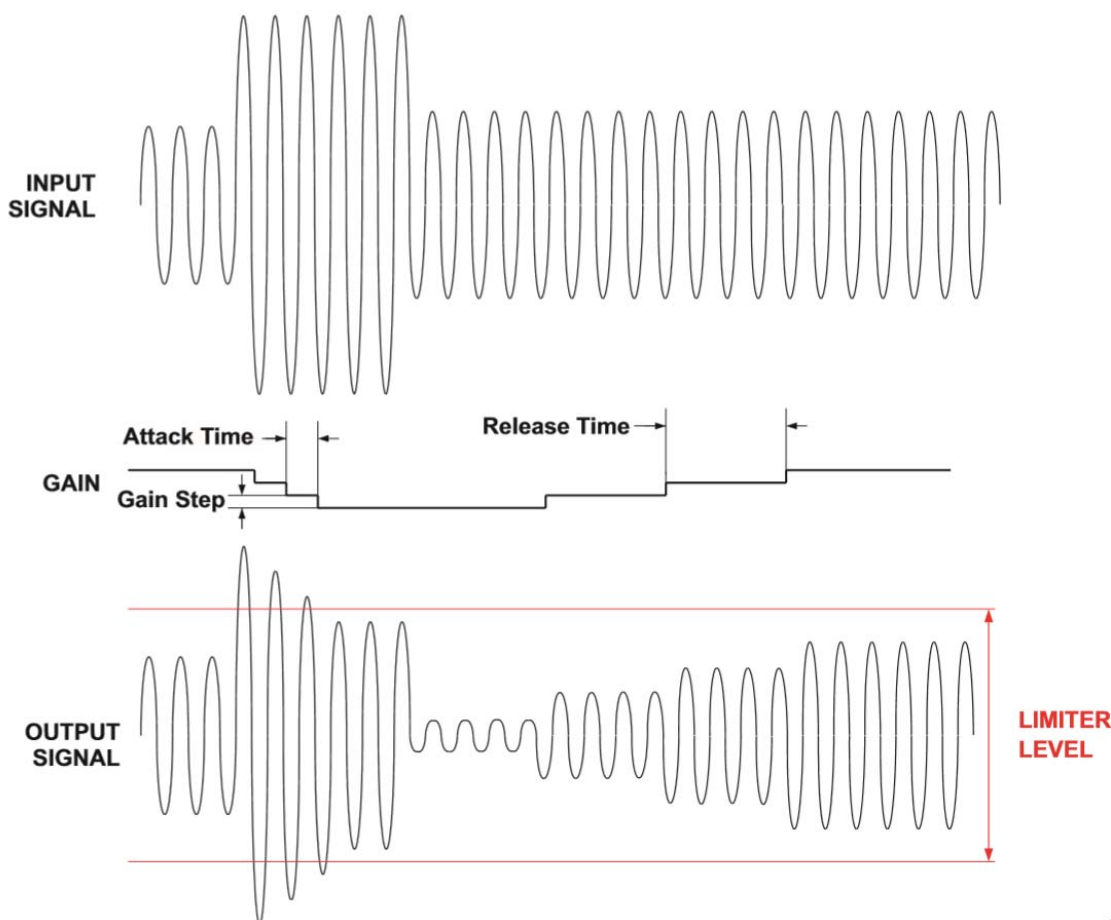 INPUT
SIGNAL
Attack Time
Release Time
GAIN
Gain Step
OUTPUT
SIGNAL
LIMITER
LEVEL